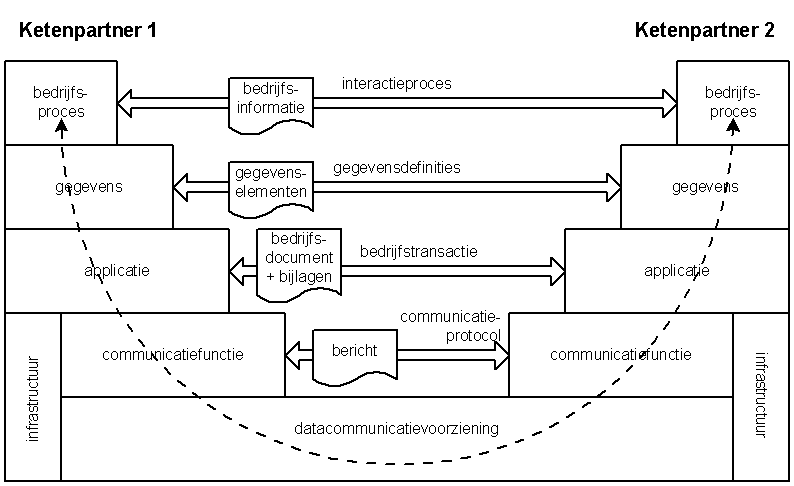 Ketenpartner 1
Ketenpartner 2
bedrijfs-
proces
bedrijfs-
informatie
interactieproces
bedrijfs-
proces
gegevens
gegevens-
elementen
gegevensdefinities
gegevens
applicatie
bedrijfs-
document
+ bijlagen
bedrijfstransactie
applicatie
infrastructuur
communicatiefunctie
bericht
communicatie-
protocol
communicatiefunctie
infrastructuur
datacommunicatievoorziening